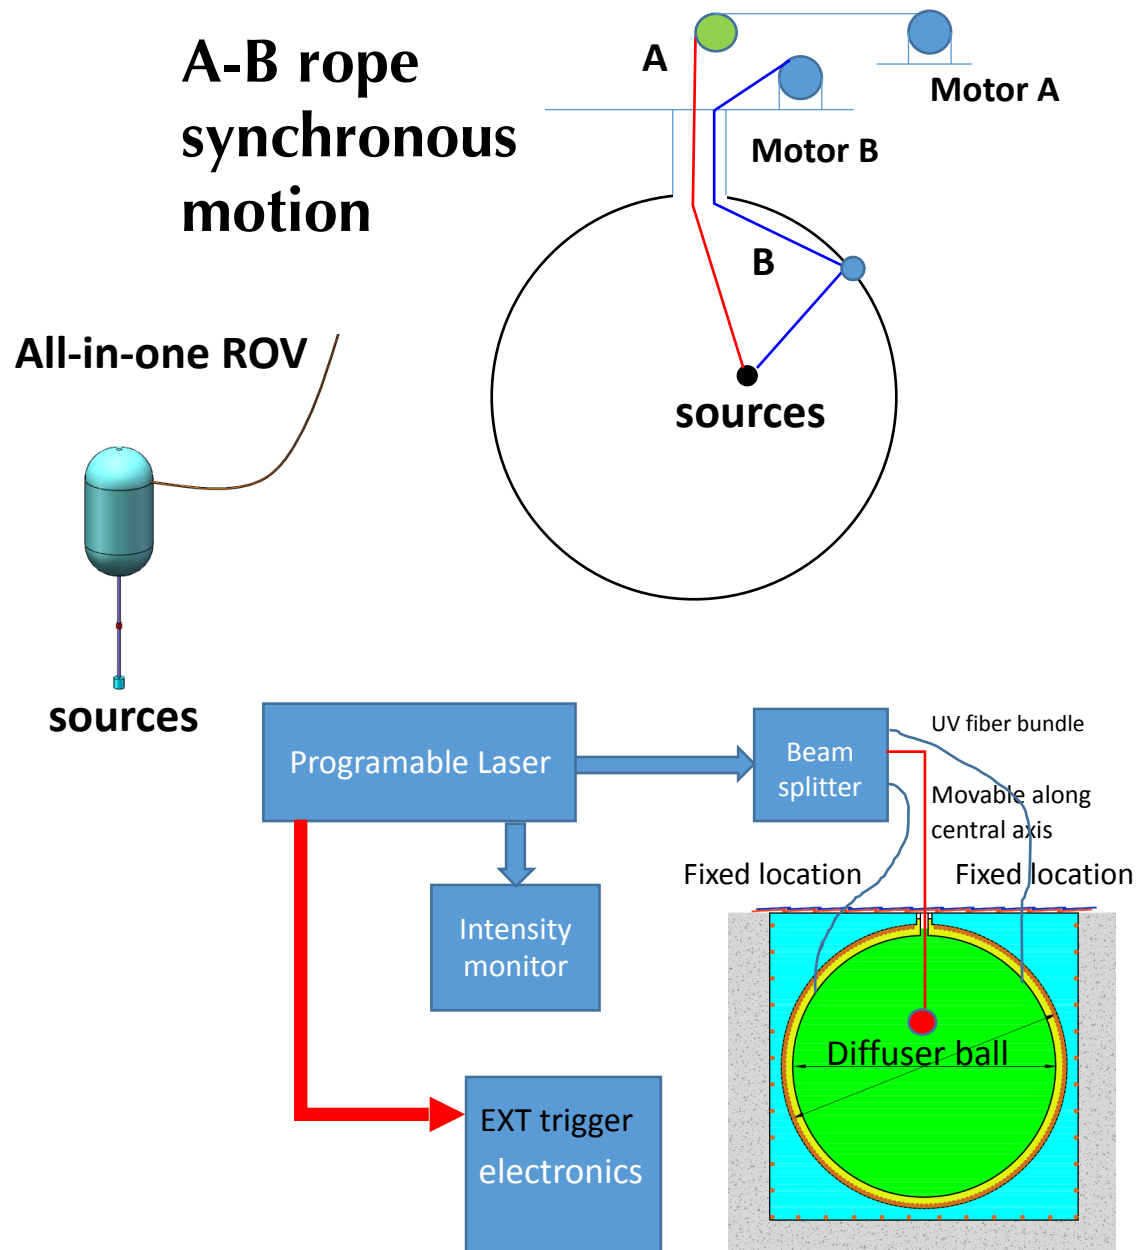 A-B rope
synchronous
motion
A
Motor A
Motor B
B
sources
All-in-one ROV
sources
Programable Laser
Beam
splitter
UV fiber bundle
Movable along
central axis
Fixed location
Fixed location
Intensity
monitor
Diffuser ball
EXT trigger
electronics